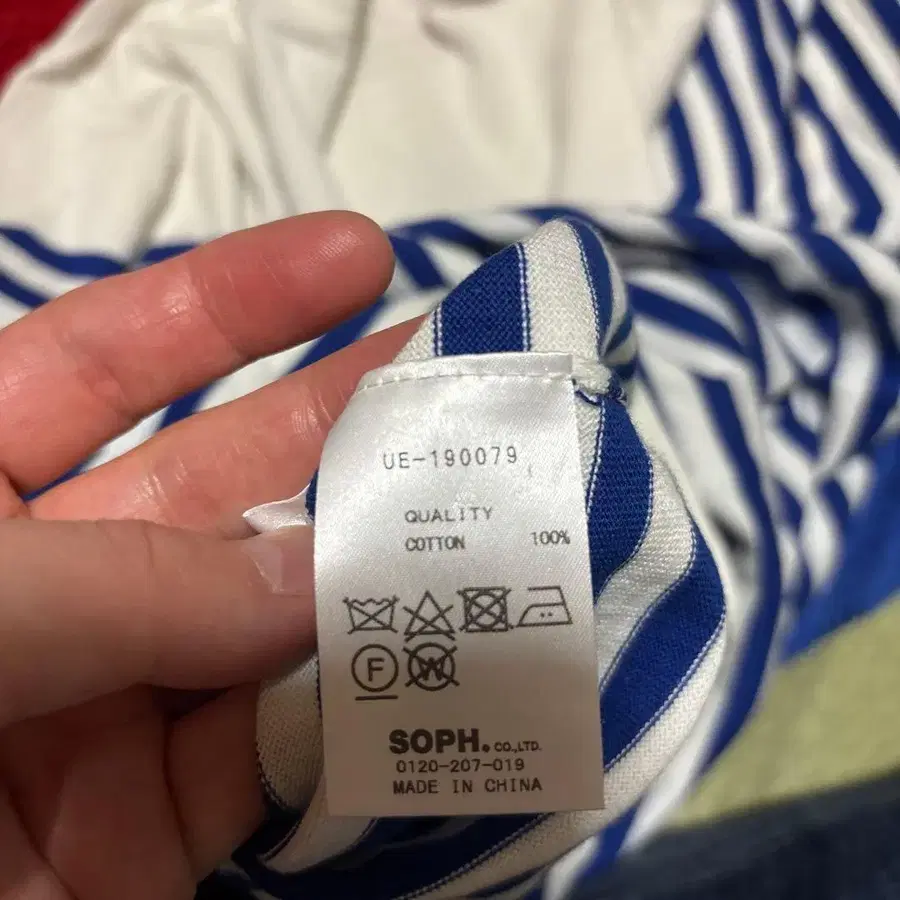 UE-190079
QUALITY
COTTON 100%
F W
SOPH. CO.,LTD.
0120-207-019
MADE IN CHINA